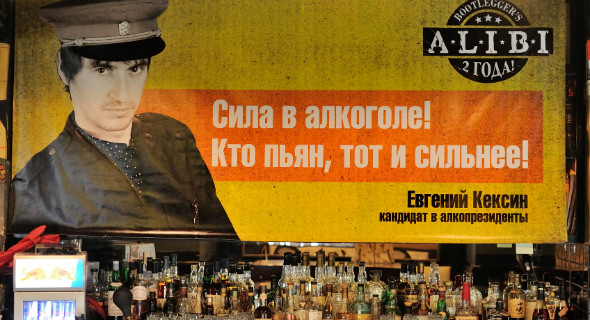 BOOTLEGGER'S
A·L·I·B·I
2 ГОДА!
Сила в алкоголе!
Кто пьян, тот и сильнее!
Евгений Кексин
кандидат в алкопрезиденты